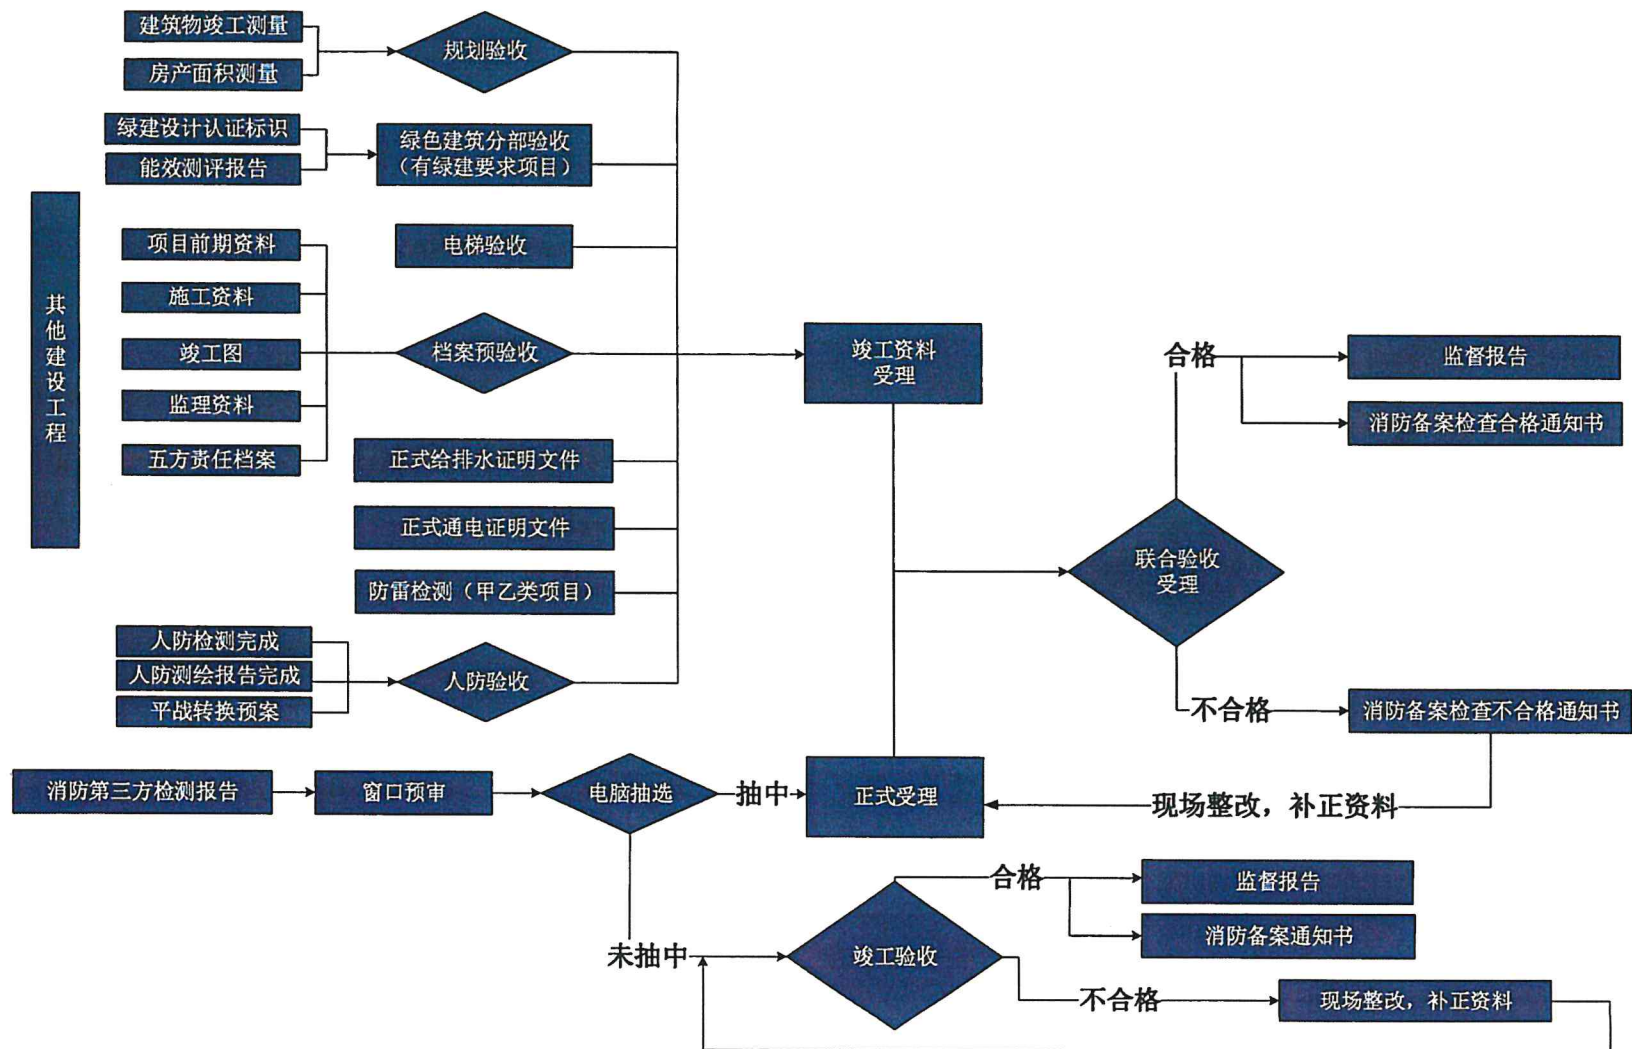 建筑物竣工测量
房产面积测量
规划验收
绿建设计认证标识
能效测评报告
绿色建筑分部验收
（有绿建要求项目）
其他建设工程
项目前期资料
施工资料
竣工图
监理资料
五方责任档案
电梯验收
档案预验收
正式给排水证明文件
正式通电证明文件
防雷检测（甲乙类项目）
人防检测完成
人防测绘报告完成
平战转换预案
人防验收
竣工资料
受理
合格
监督报告
消防备案检查合格通知书
联合验收
受理
不合格
消防备案检查不合格通知书
消防第三方检测报告
窗口预审
电脑抽选
抽中
正式受理
现场整改，补正资料
未抽中
竣工验收
合格
监督报告
消防备案通知书
不合格
现场整改，补正资料